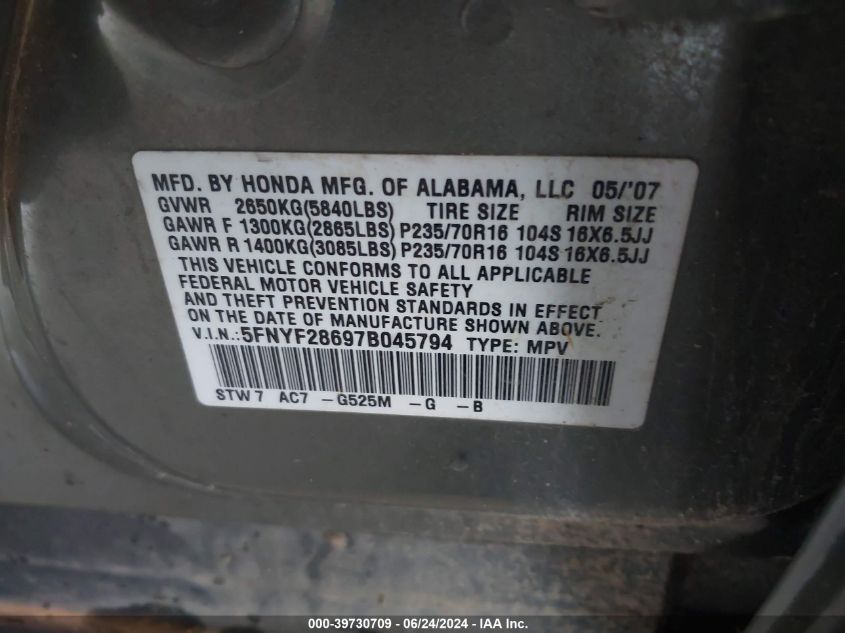 MFD. BY HONDA MFG. OF ALABAMA, LLC 05/'07
GVWR 2650KG(5840LBS) TIRE SIZE RIM SIZE
GAWR F 1300KG(2865LBS) P235/70R16 104S 16X6.5JJ
GAWR R 1400KG(3085LBS) P235/70R16 104S 16X6.5JJ
THIS VEHICLE CONFORMS TO ALL APPLICABLE
FEDERAL MOTOR VEHICLE SAFETY
AND THEFT PREVENTION STANDARDS IN EFFECT
ON THE DATE OF MANUFACTURE SHOWN ABOVE.
V.I.N.: 5FNYF28697B045794 TYPE: MPV
STW7 AC7 -G525M -G -B
000-39730709 / 06/24/2024 - IAA Inc.